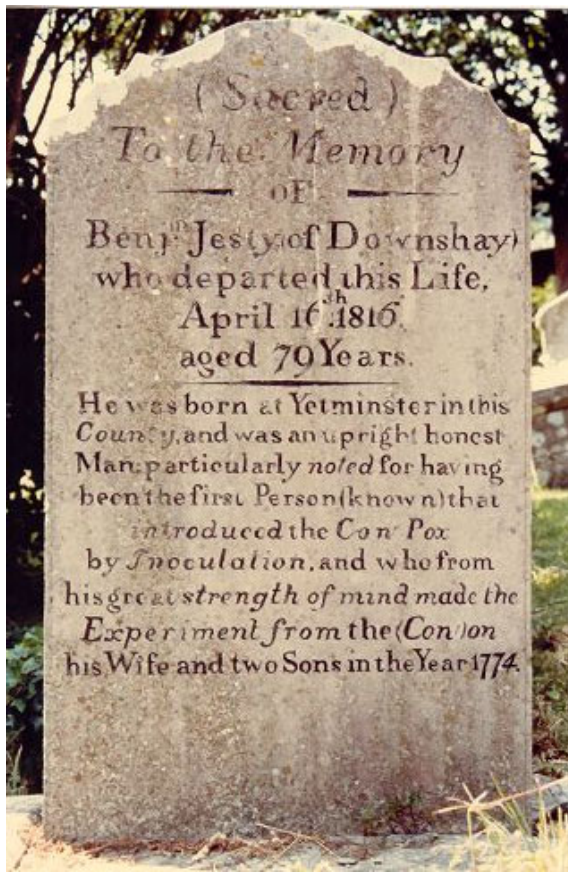 (Sacred)
To the Memory
OF
Benj.m Jesty (of Downshay)
who departed this Life,
April 16th 1816.
aged 79 Years.
He was born at Yetminster in this
County, and was an upright honest
Man: particularly noted for having
been the first Person (known) that
introduced the Cow Pox
by Inoculation, and who from
his great strength of mind made the
Experiment from the (Cow) on
his Wife and two Sons in the Year 1774.